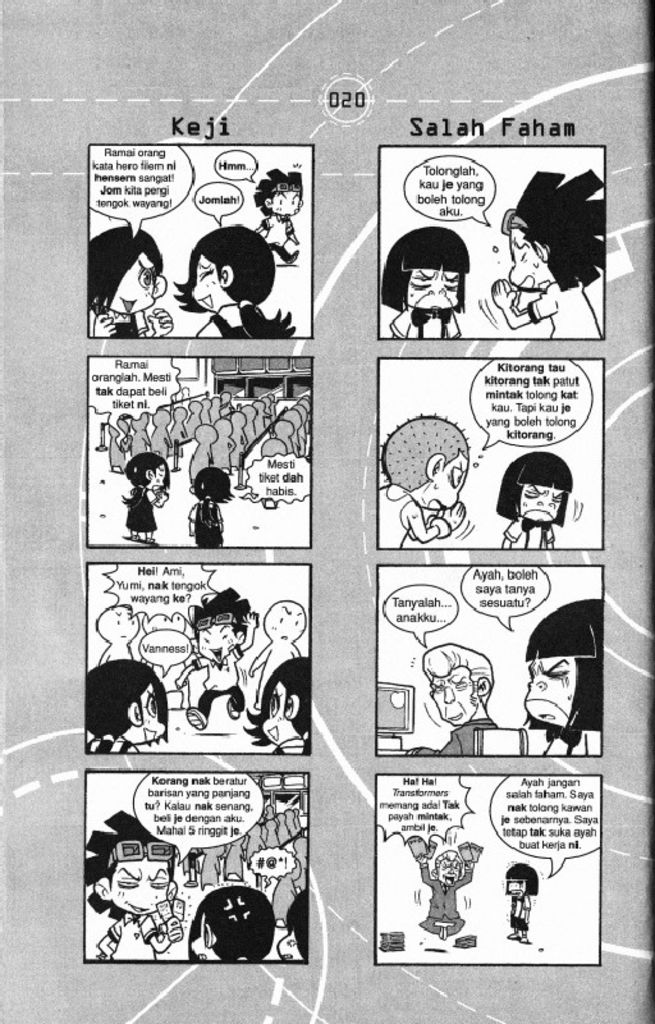 020
Keji
Ramai orang
kata hero filem ni
hensem sangat!
Jom kita pergi
tengok wayang!
Hmm...
Jomlah!
Ramai
oranglah. Mesti
tak dapat beli
tiket ni.
Mesti
tiket dlah
habis.
Hei! Ami,
Yumi, nak tengok
wayang ke?
Vanness!
Korang nak beratur
barisan yang panjang
tu? Kalau nak senang,
beli je dengan aku.
Mahal 5 ringgit je.
#@*!
Salah Faham
Tolonglah,
kau je yang
boleh tolong
aku.
Kitorang tau
kitorang tak patut
mintak tolong kat
kau. Tapi kau je
yang boleh tolong
kitorang.
Ayah, boleh
saya tanya
sesuatu?
Tanyalah...
anakku...
Ha! Ha!
Transformers
memang ada! Tak
payah mintak,
ambil je.
Ayah jangan
salah faham. Saya
nak tolong kawan
je sebenarnya. Saya
tetap tak suka ayah
buat kerja ni.